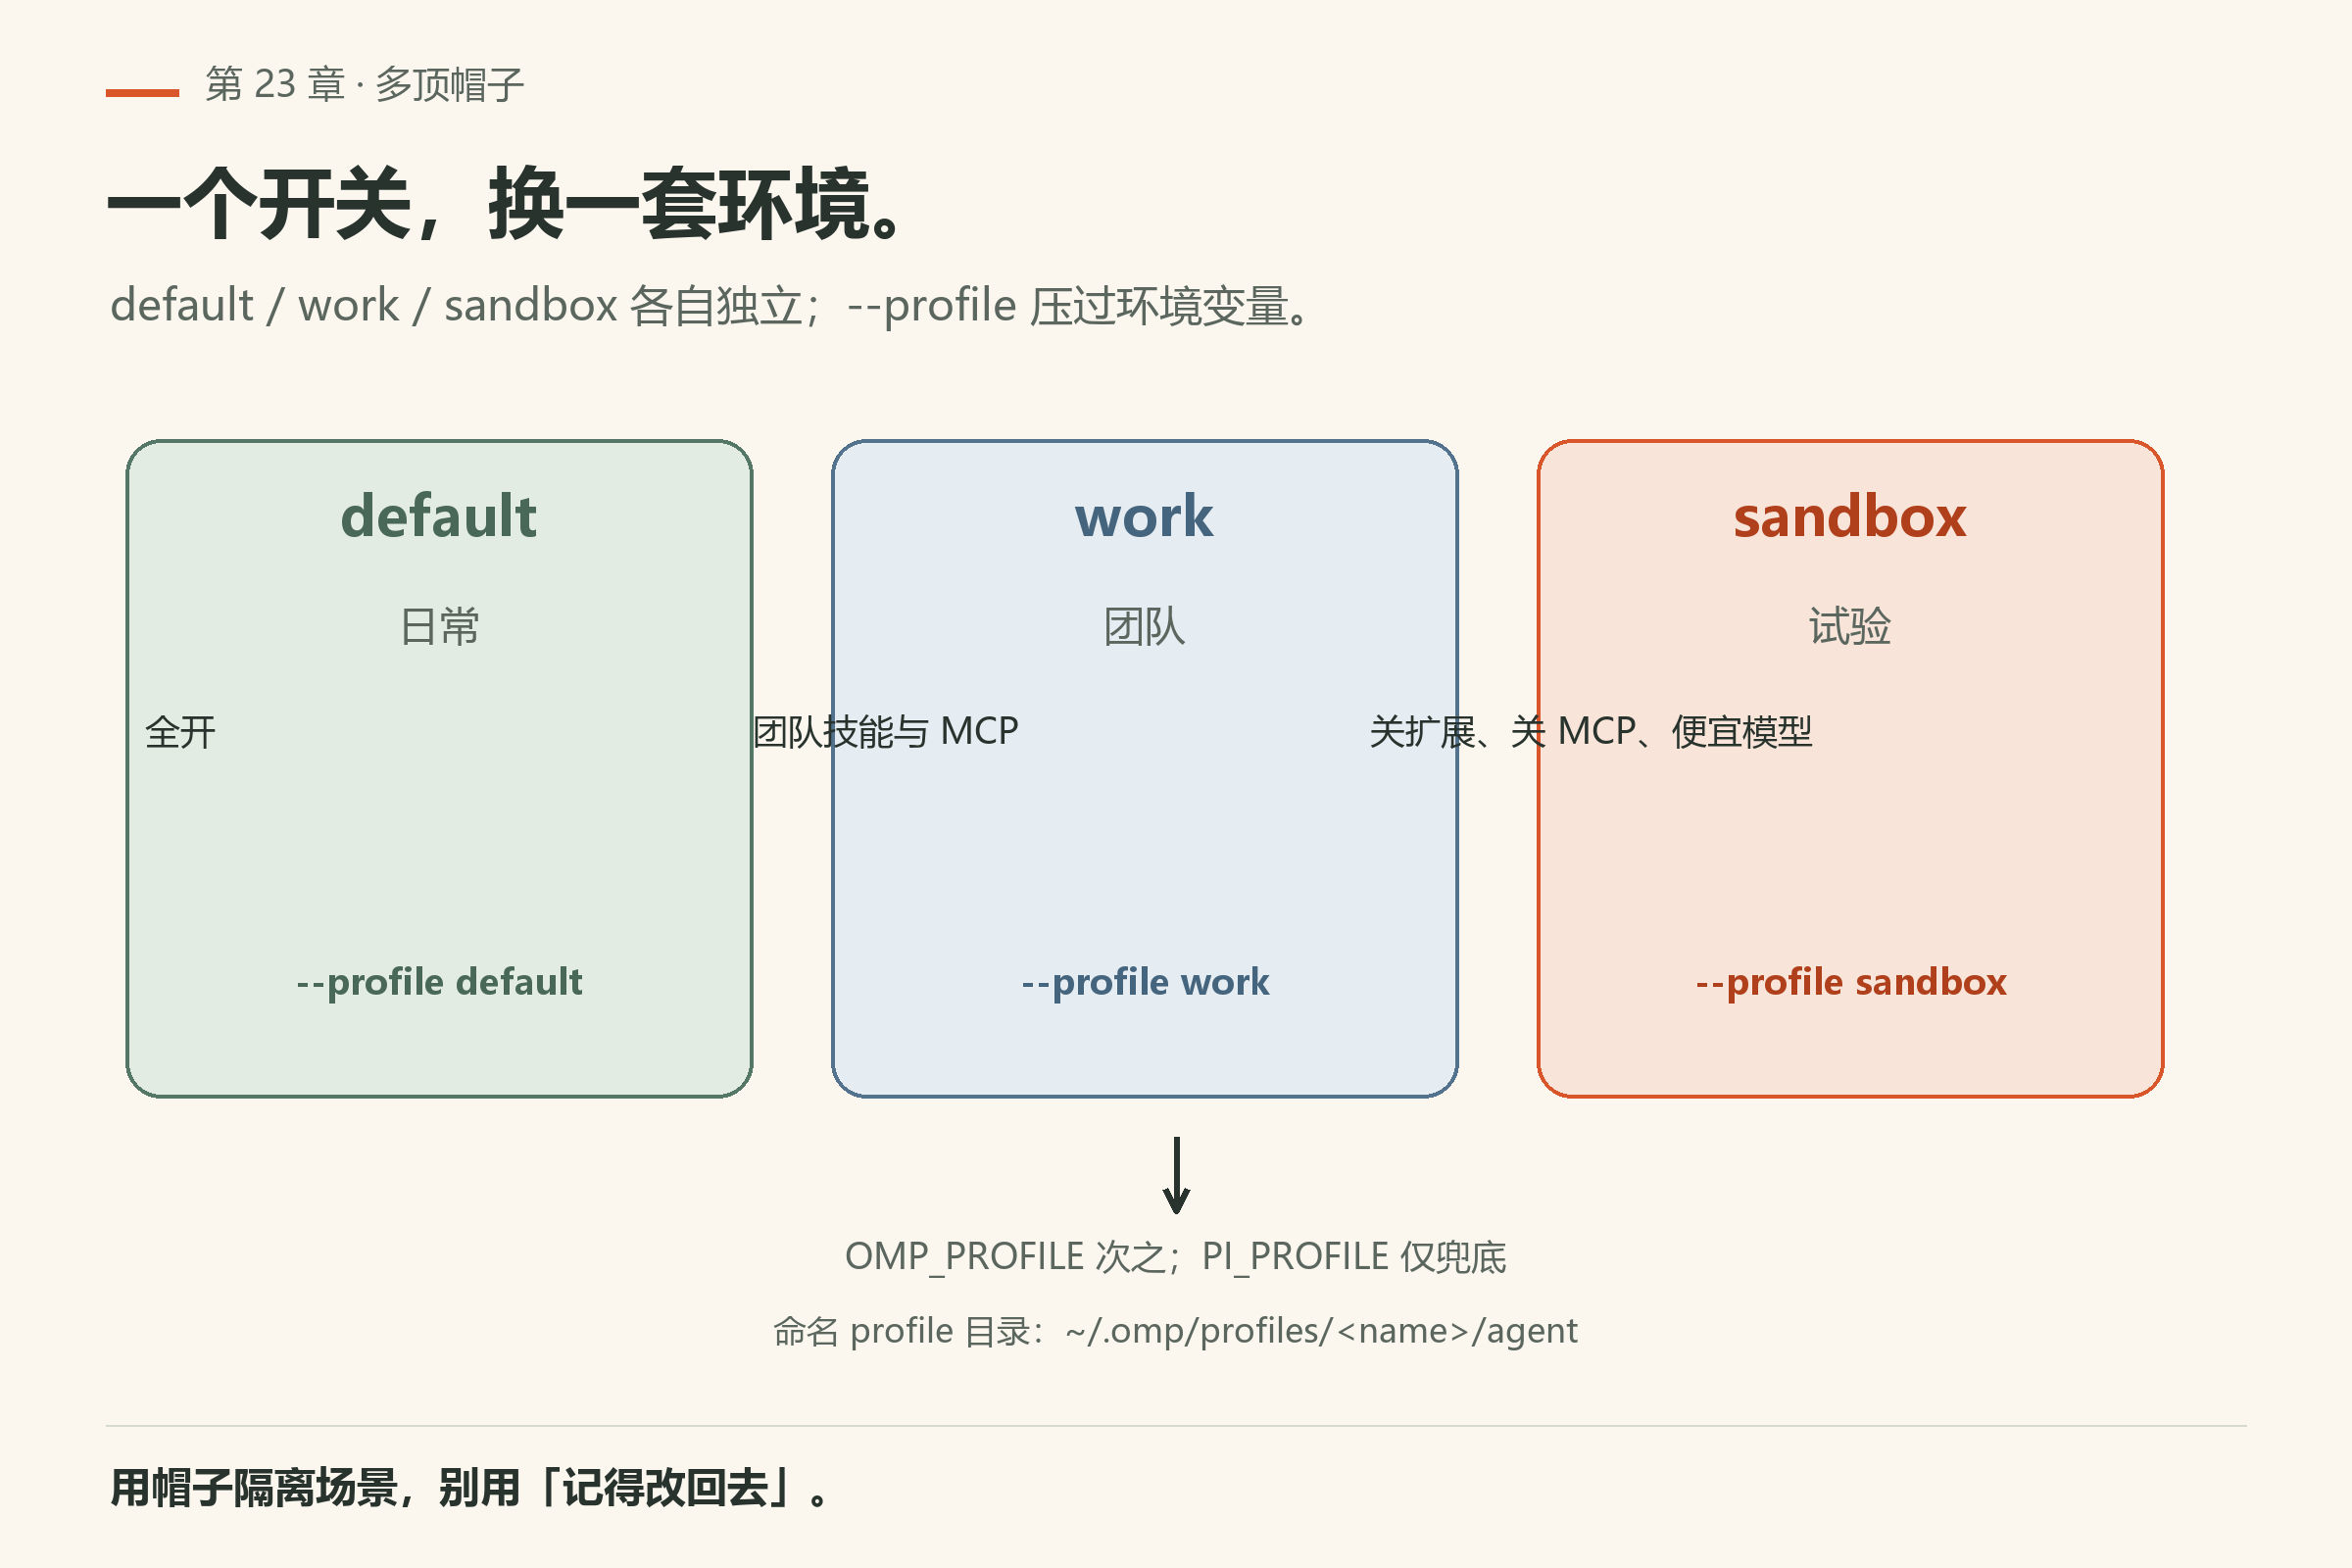 第 23 章 · 多顶帽子
一个开关，换一套环境。
default / work / sandbox 各自独立；--profile 压过环境变量。
default
日常
全开
--profile default
work
团队
团队技能与 MCP
--profile work
sandbox
试验
关扩展、关 MCP、便宜模型
--profile sandbox
OMP_PROFILE 次之；PI_PROFILE 仅兜底
命名 profile 目录：~/.omp/profiles/<name>/agent
用帽子隔离场景，别用「记得改回去」。